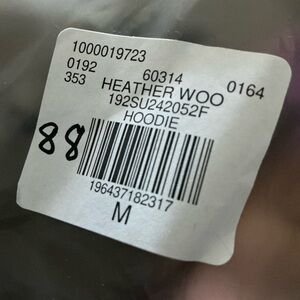 1000019723
0192 60314 0164
353 HEATHER WOO
192SU242052F
HOODIE
88
196437182317
M